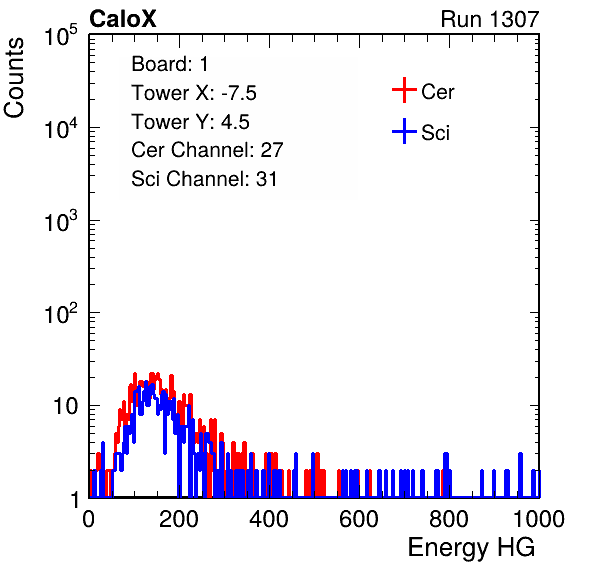 CaloX Run 1307
Counts
10^5
10^4
10^3
10^2
10
1
Board: 1
Tower X: -7.5
Tower Y: 4.5
Cer Channel: 27
Sci Channel: 31
Cer
Sci
0 200 400 600 800 1000
Energy HG